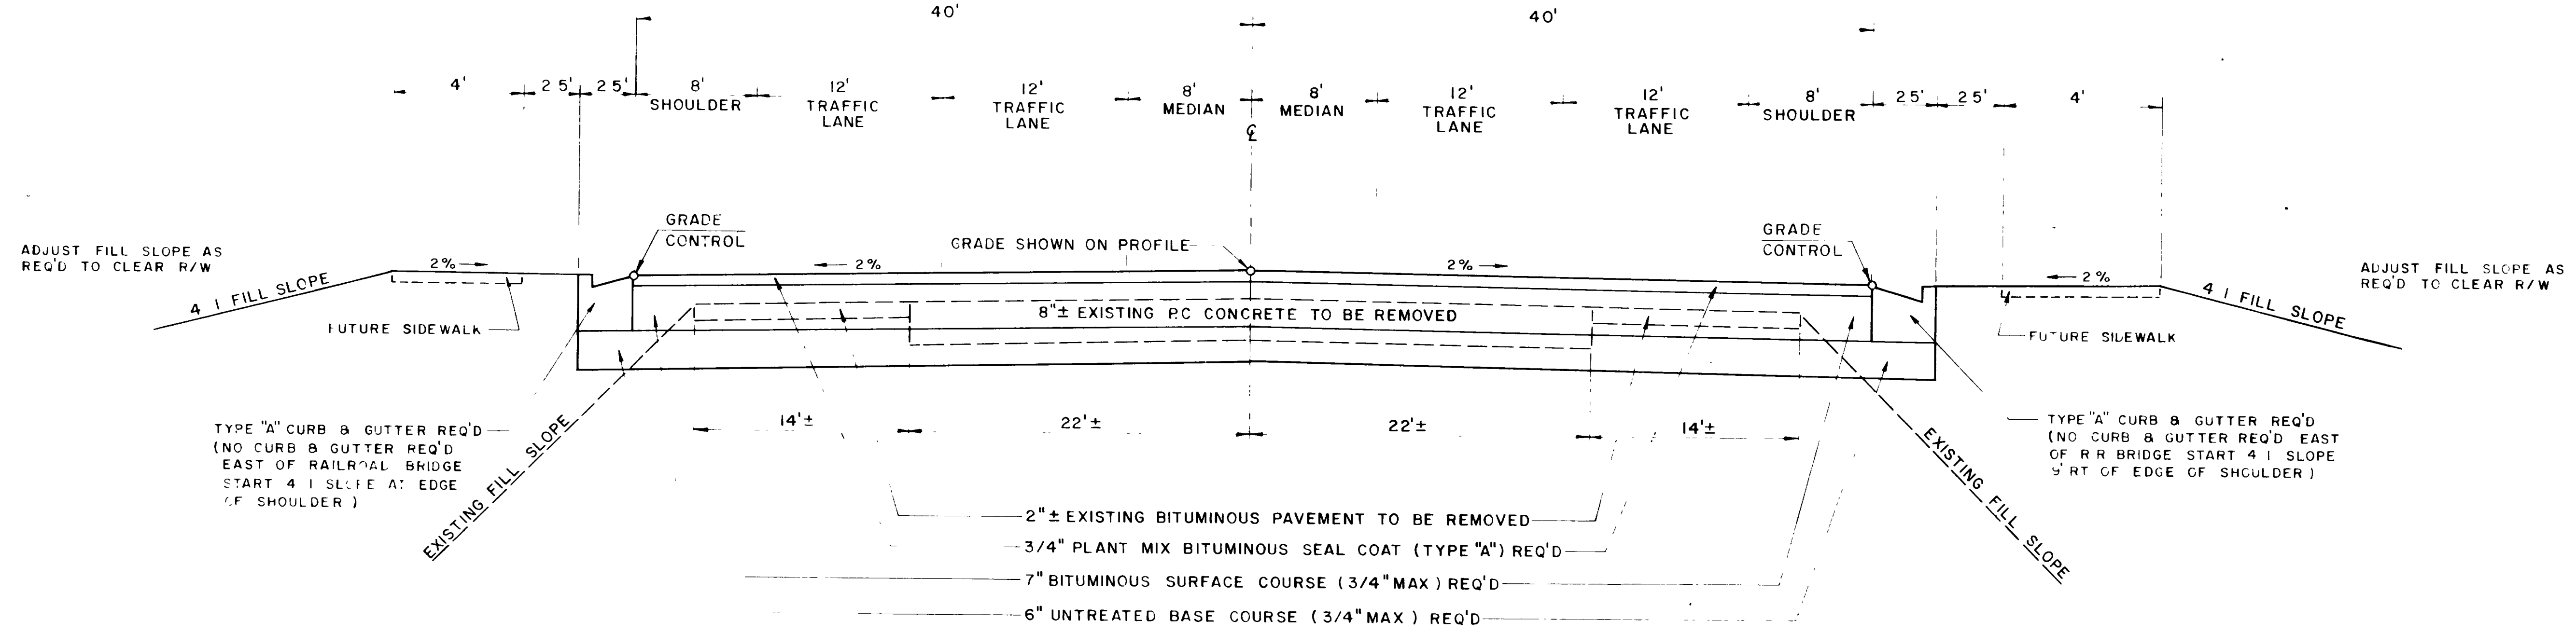 40'
40'
4'
2 5'
2 5'
8'
SHOULDER
12'
TRAFFIC
LANE
12'
TRAFFIC
LANE
8'
MEDIAN
8'
MEDIAN
12'
TRAFFIC
LANE
12'
TRAFFIC
LANE
8'
SHOULDER
2 5'
2 5'
4'
℄
ADJUST FILL SLOPE AS
REQ'D TO CLEAR R/W
4 1 FILL SLOPE
2%
GRADE
CONTROL
2%
GRADE SHOWN ON PROFILE
2%
GRADE
CONTROL
2%
4 1 FILL SLOPE
ADJUST FILL SLOPE AS
REQ'D TO CLEAR R/W
FUTURE SIDEWALK
8"± EXISTING P.C CONCRETE TO BE REMOVED
FUTURE SIDEWALK
14'±
22'±
22'±
14'±
TYPE "A" CURB & GUTTER REQ'D
(NO CURB & GUTTER REQ'D
EAST OF RAILROAD BRIDGE
START 4 1 SLOPE AT EDGE
OF SHOULDER )
EXISTING FILL SLOPE
EXISTING FILL SLOPE
TYPE "A" CURB & GUTTER REQ'D
(NO CURB & GUTTER REQ'D EAST
OF R R BRIDGE START 4 1 SLOPE
9' RT OF EDGE OF SHOULDER )
2"± EXISTING BITUMINOUS PAVEMENT TO BE REMOVED
3/4" PLANT MIX BITUMINOUS SEAL COAT (TYPE "A") REQ'D
7" BITUMINOUS SURFACE COURSE (3/4" MAX ) REQ'D
6" UNTREATED BASE COURSE (3/4" MAX ) REQ'D